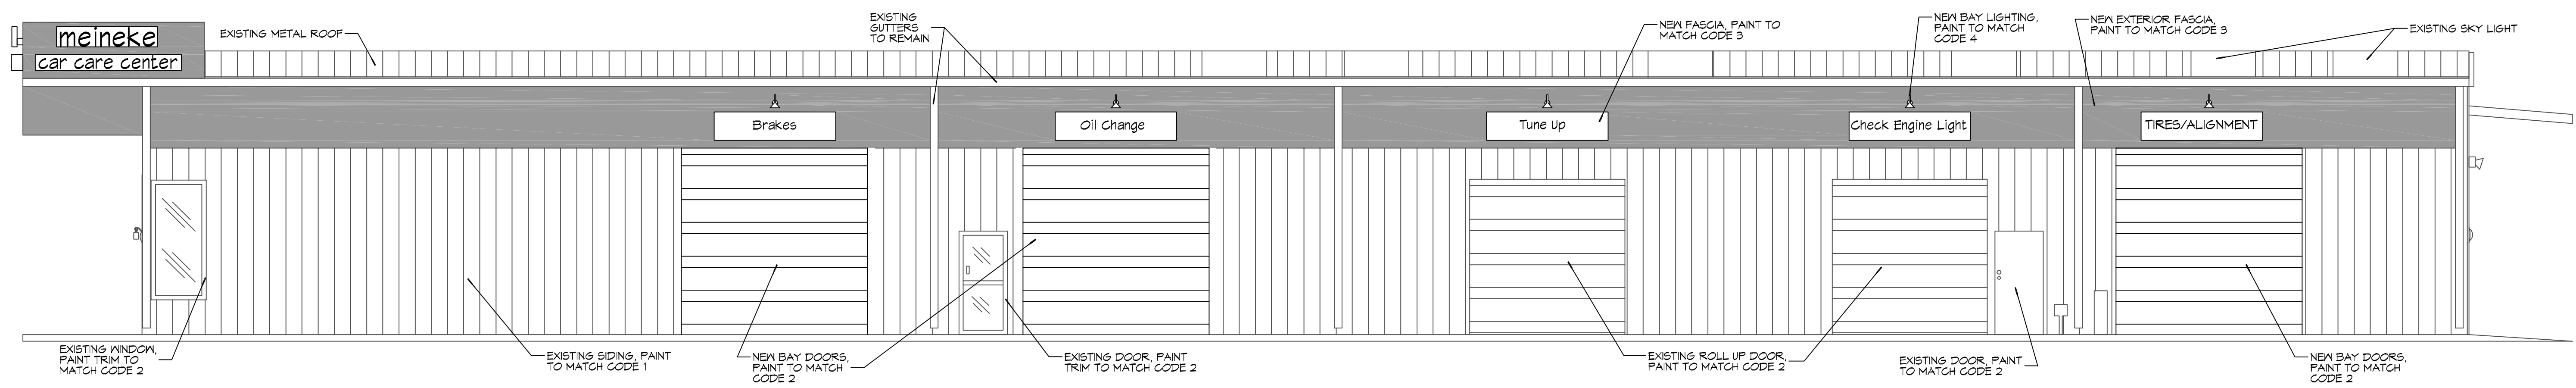 meineke
car care center
EXISTING METAL ROOF
EXISTING
GUTTERS
TO REMAIN
NEW FASCIA, PAINT TO
MATCH CODE 3
NEW BAY LIGHTING,
PAINT TO MATCH
CODE 4
NEW EXTERIOR FASCIA,
PAINT TO MATCH CODE 3
EXISTING SKY LIGHT
Brakes
Oil Change
Tune Up
Check Engine Light
TIRES/ALIGNMENT
EXISTING WINDOW,
PAINT TRIM TO
MATCH CODE 2
EXISTING SIDING, PAINT
TO MATCH CODE 1
NEW BAY DOORS,
PAINT TO MATCH
CODE 2
EXISTING DOOR, PAINT
TRIM TO MATCH CODE 2
EXISTING ROLL UP DOOR,
PAINT TO MATCH CODE 2
EXISTING DOOR, PAINT
TO MATCH CODE 2
NEW BAY DOORS,
PAINT TO MATCH
CODE 2